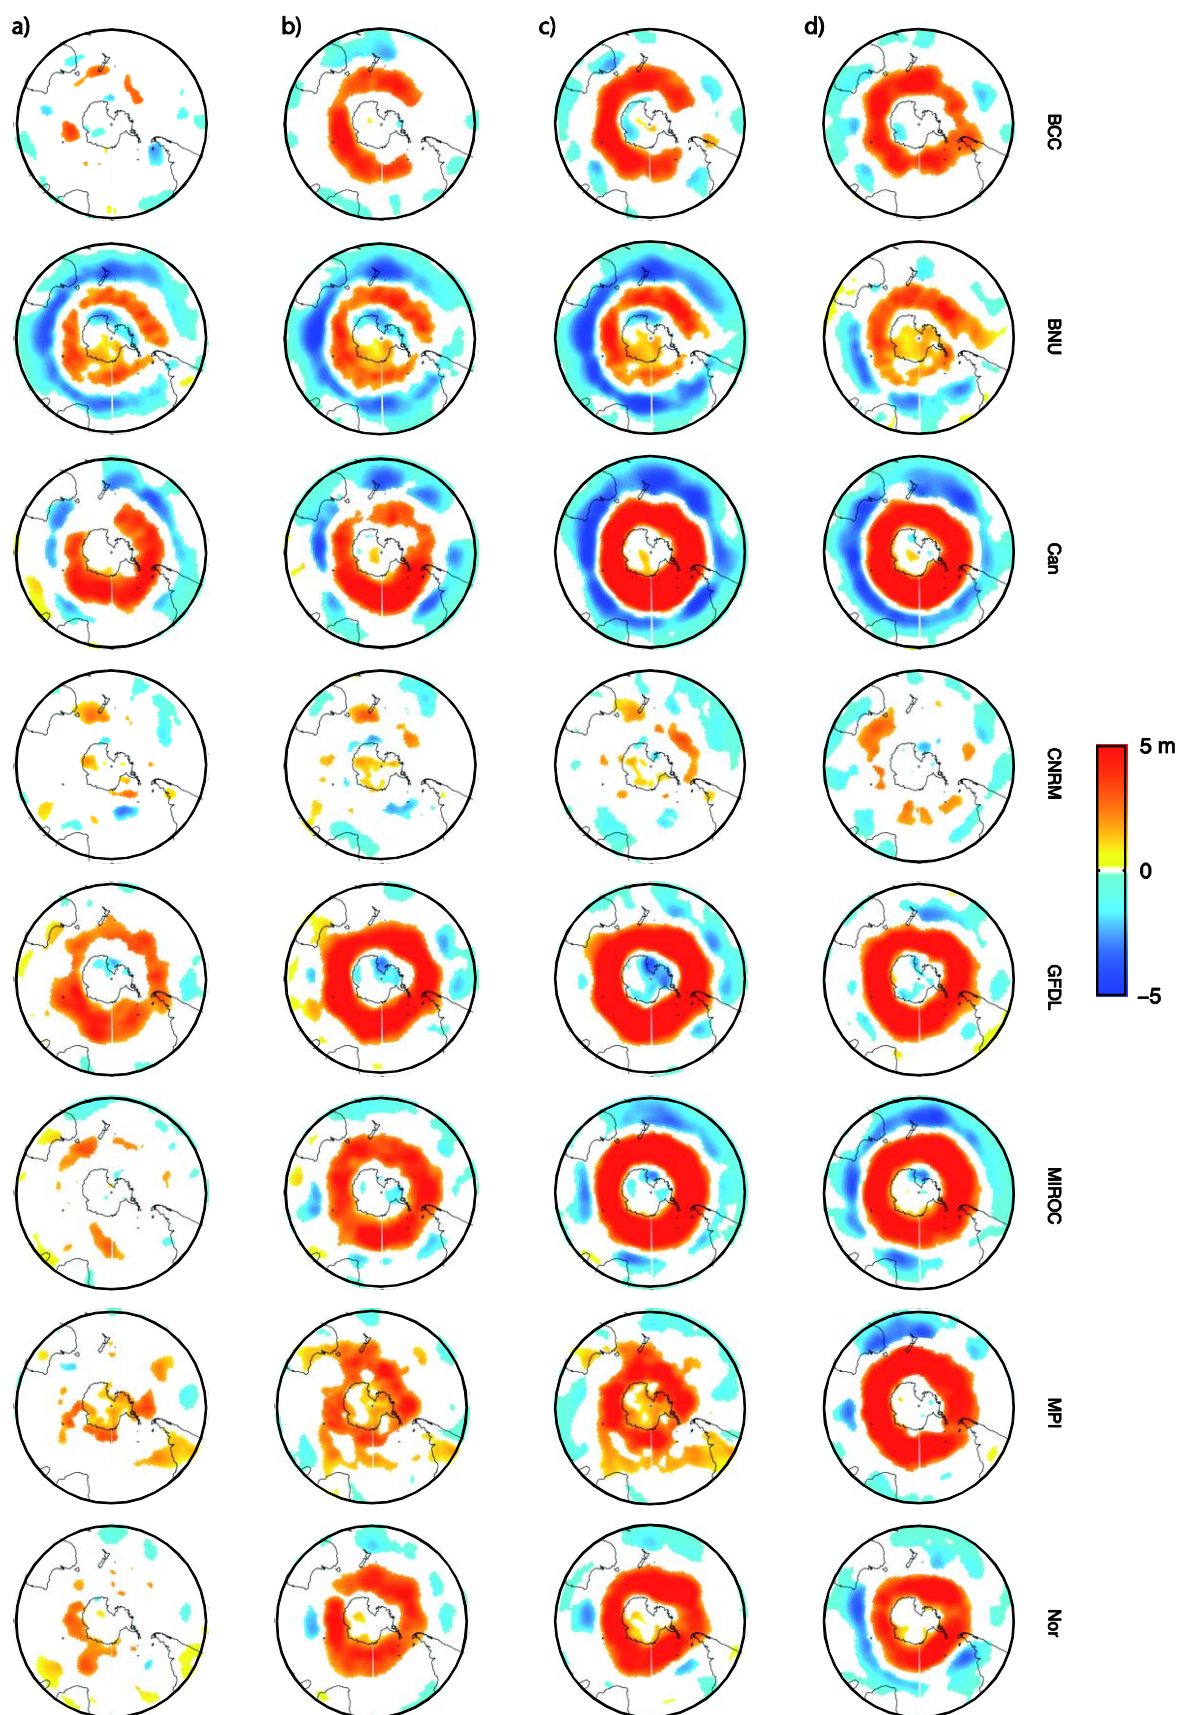 a) b) c) d)
BCC
BNU
Can
CNRM
5 m
0
–5
GFDL
MIROC
MPI
Nor